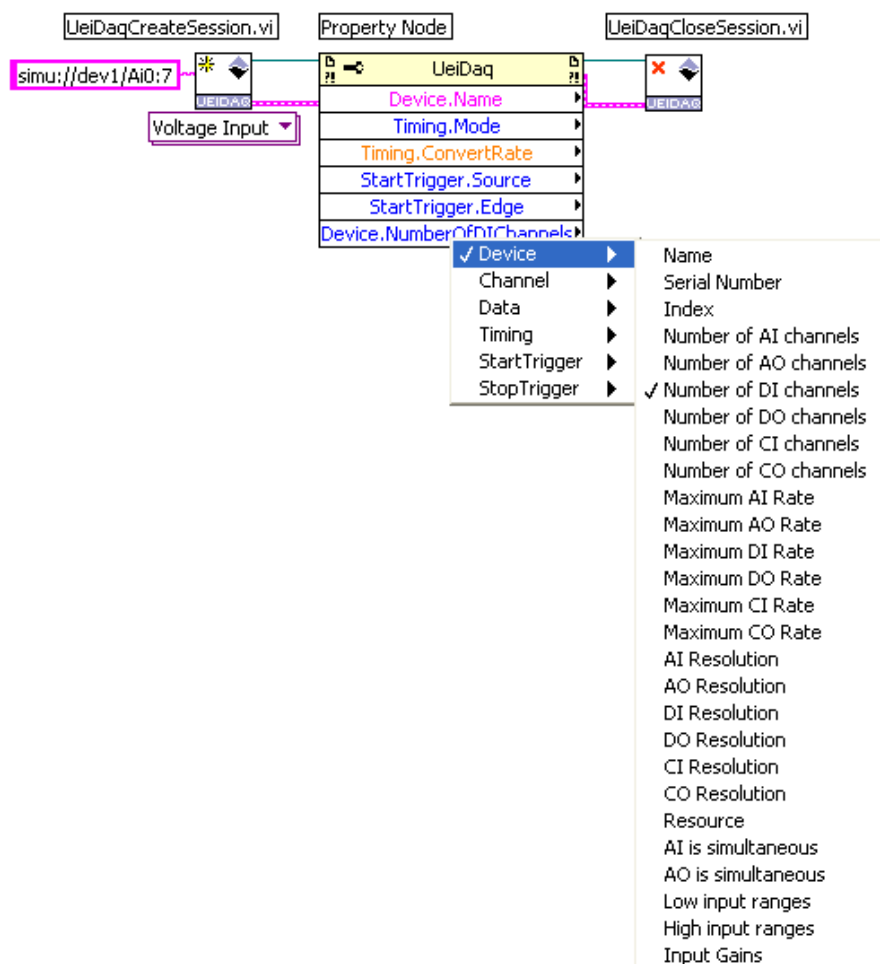 UeiDaqCreateSession.vi
Property Node
UeiDaqCloseSession.vi
simu://dev1/Ai0:7
UEIDAQ
UeiDaq
UEIDAQ
Voltage Input
Device.Name
Timing.Mode
Timing.ConvertRate
StartTrigger.Source
StartTrigger.Edge
Device.NumberOfDIChannels
Device
Channel
Data
Timing
StartTrigger
StopTrigger
Name
Serial Number
Index
Number of AI channels
Number of AO channels
Number of DI channels
Number of DO channels
Number of CI channels
Number of CO channels
Maximum AI Rate
Maximum AO Rate
Maximum DI Rate
Maximum DO Rate
Maximum CI Rate
Maximum CO Rate
AI Resolution
AO Resolution
DI Resolution
DO Resolution
CI Resolution
CO Resolution
Resource
AI is simultaneous
AO is simultaneous
Low input ranges
High input ranges
Input Gains